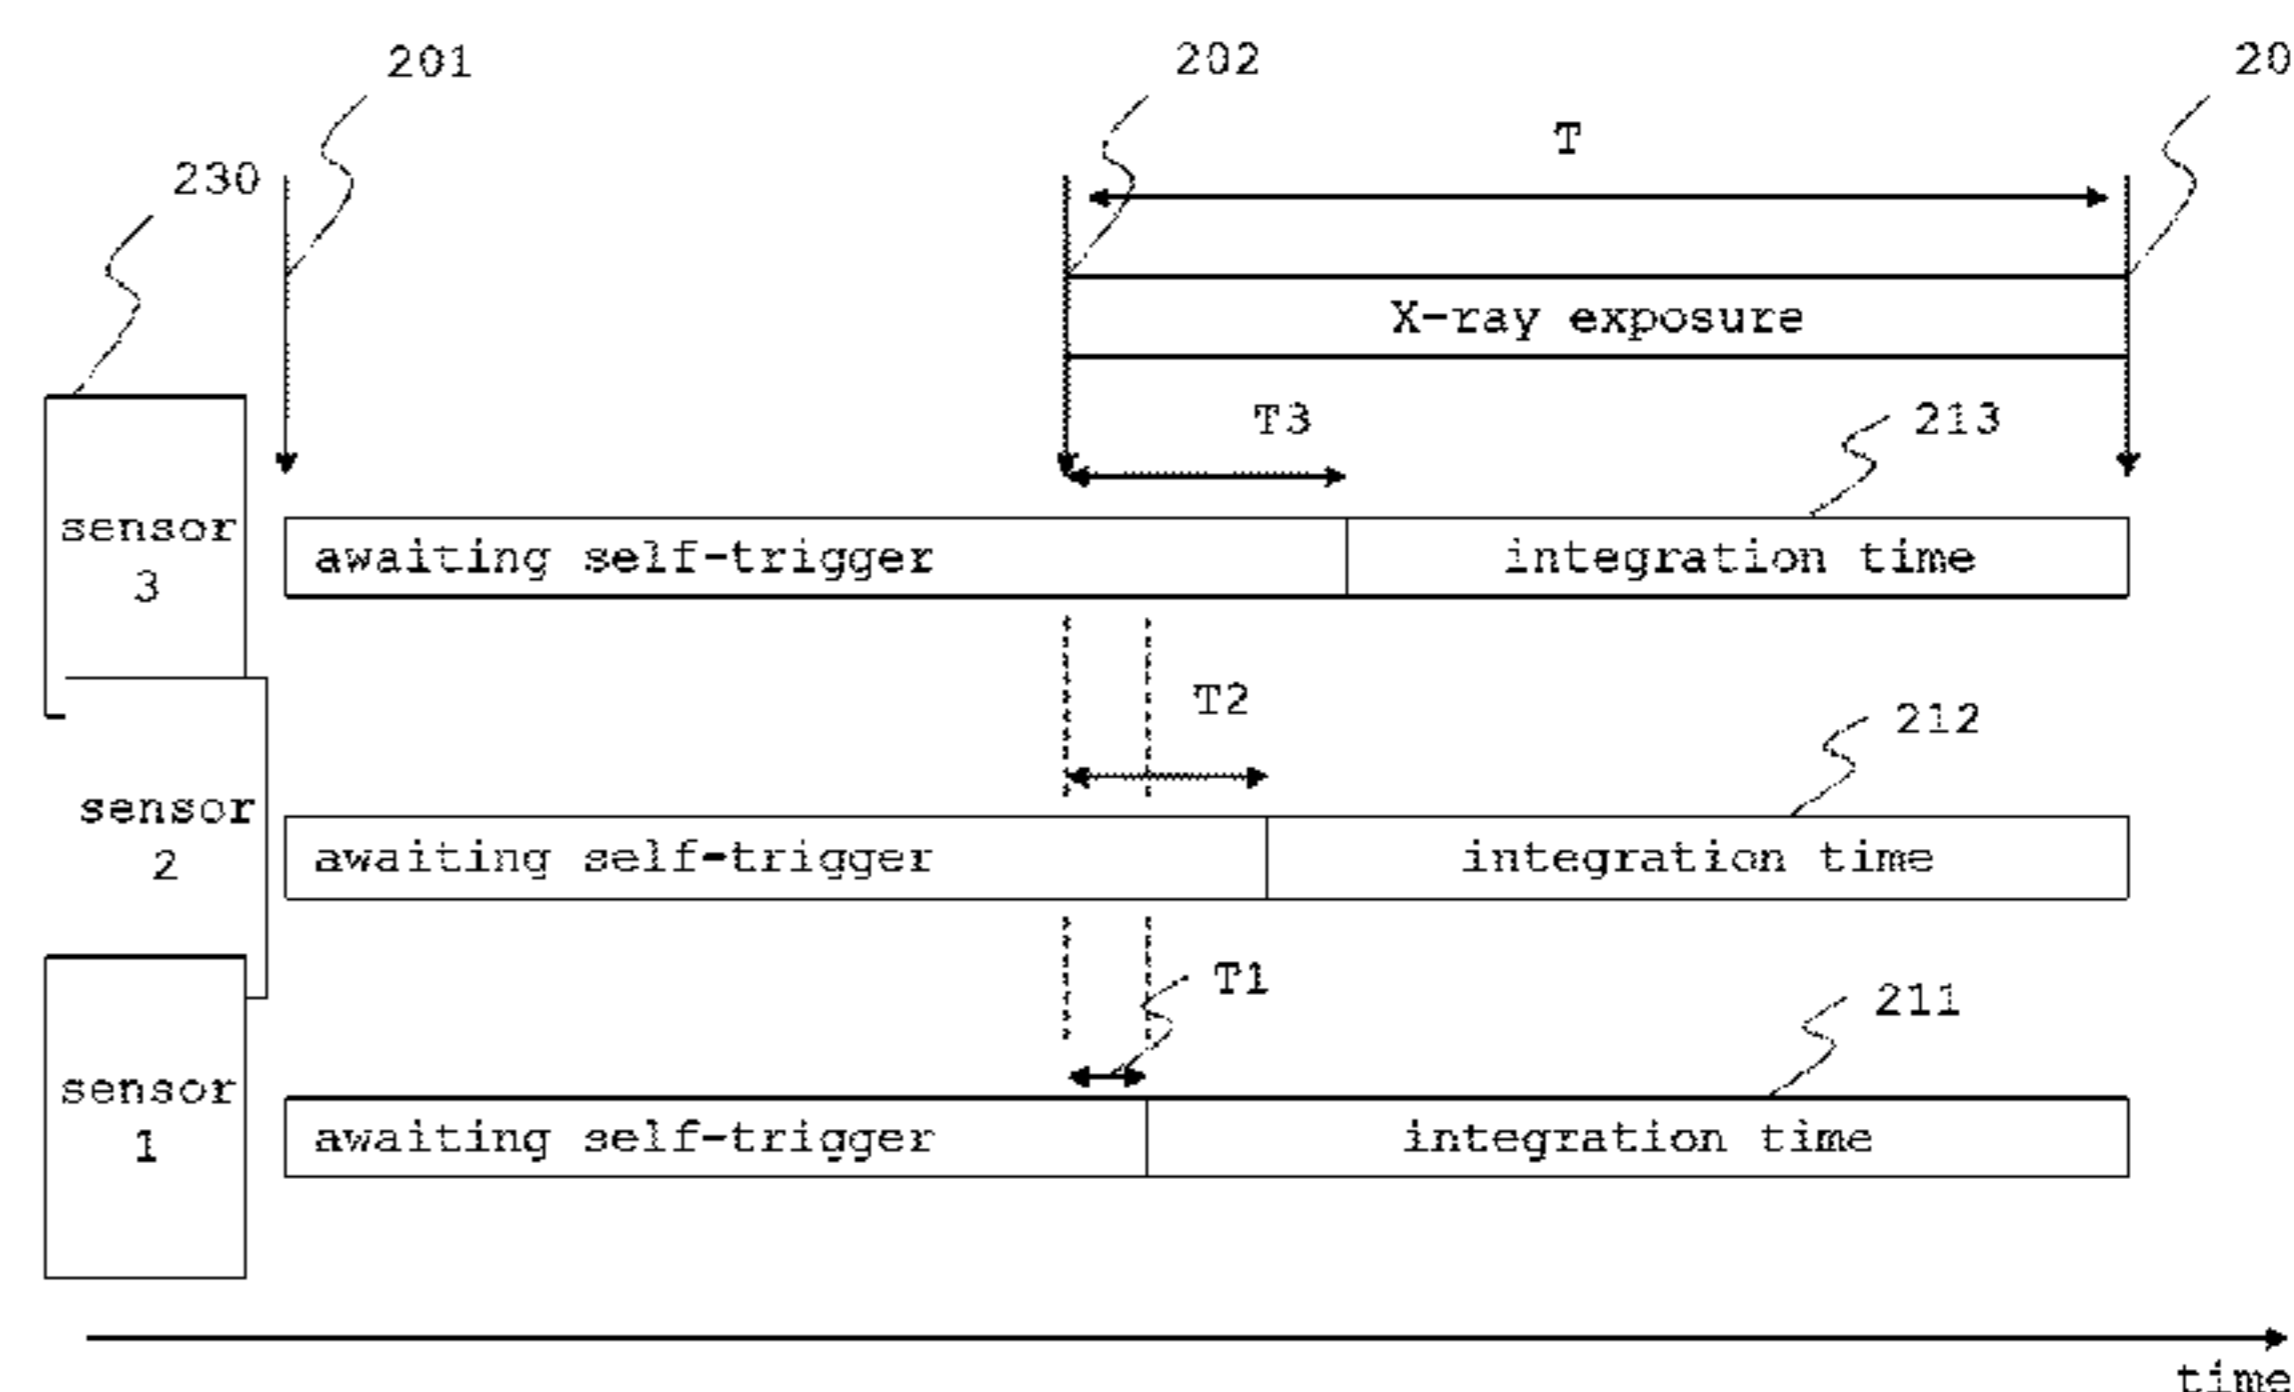 201
202
20
T
230
X-ray exposure
T3
213
sensor
3
awaiting self-trigger
integration time
T2
212
sensor
2
awaiting self-trigger
integration time
T1
211
sensor
1
awaiting self-trigger
integration time
time